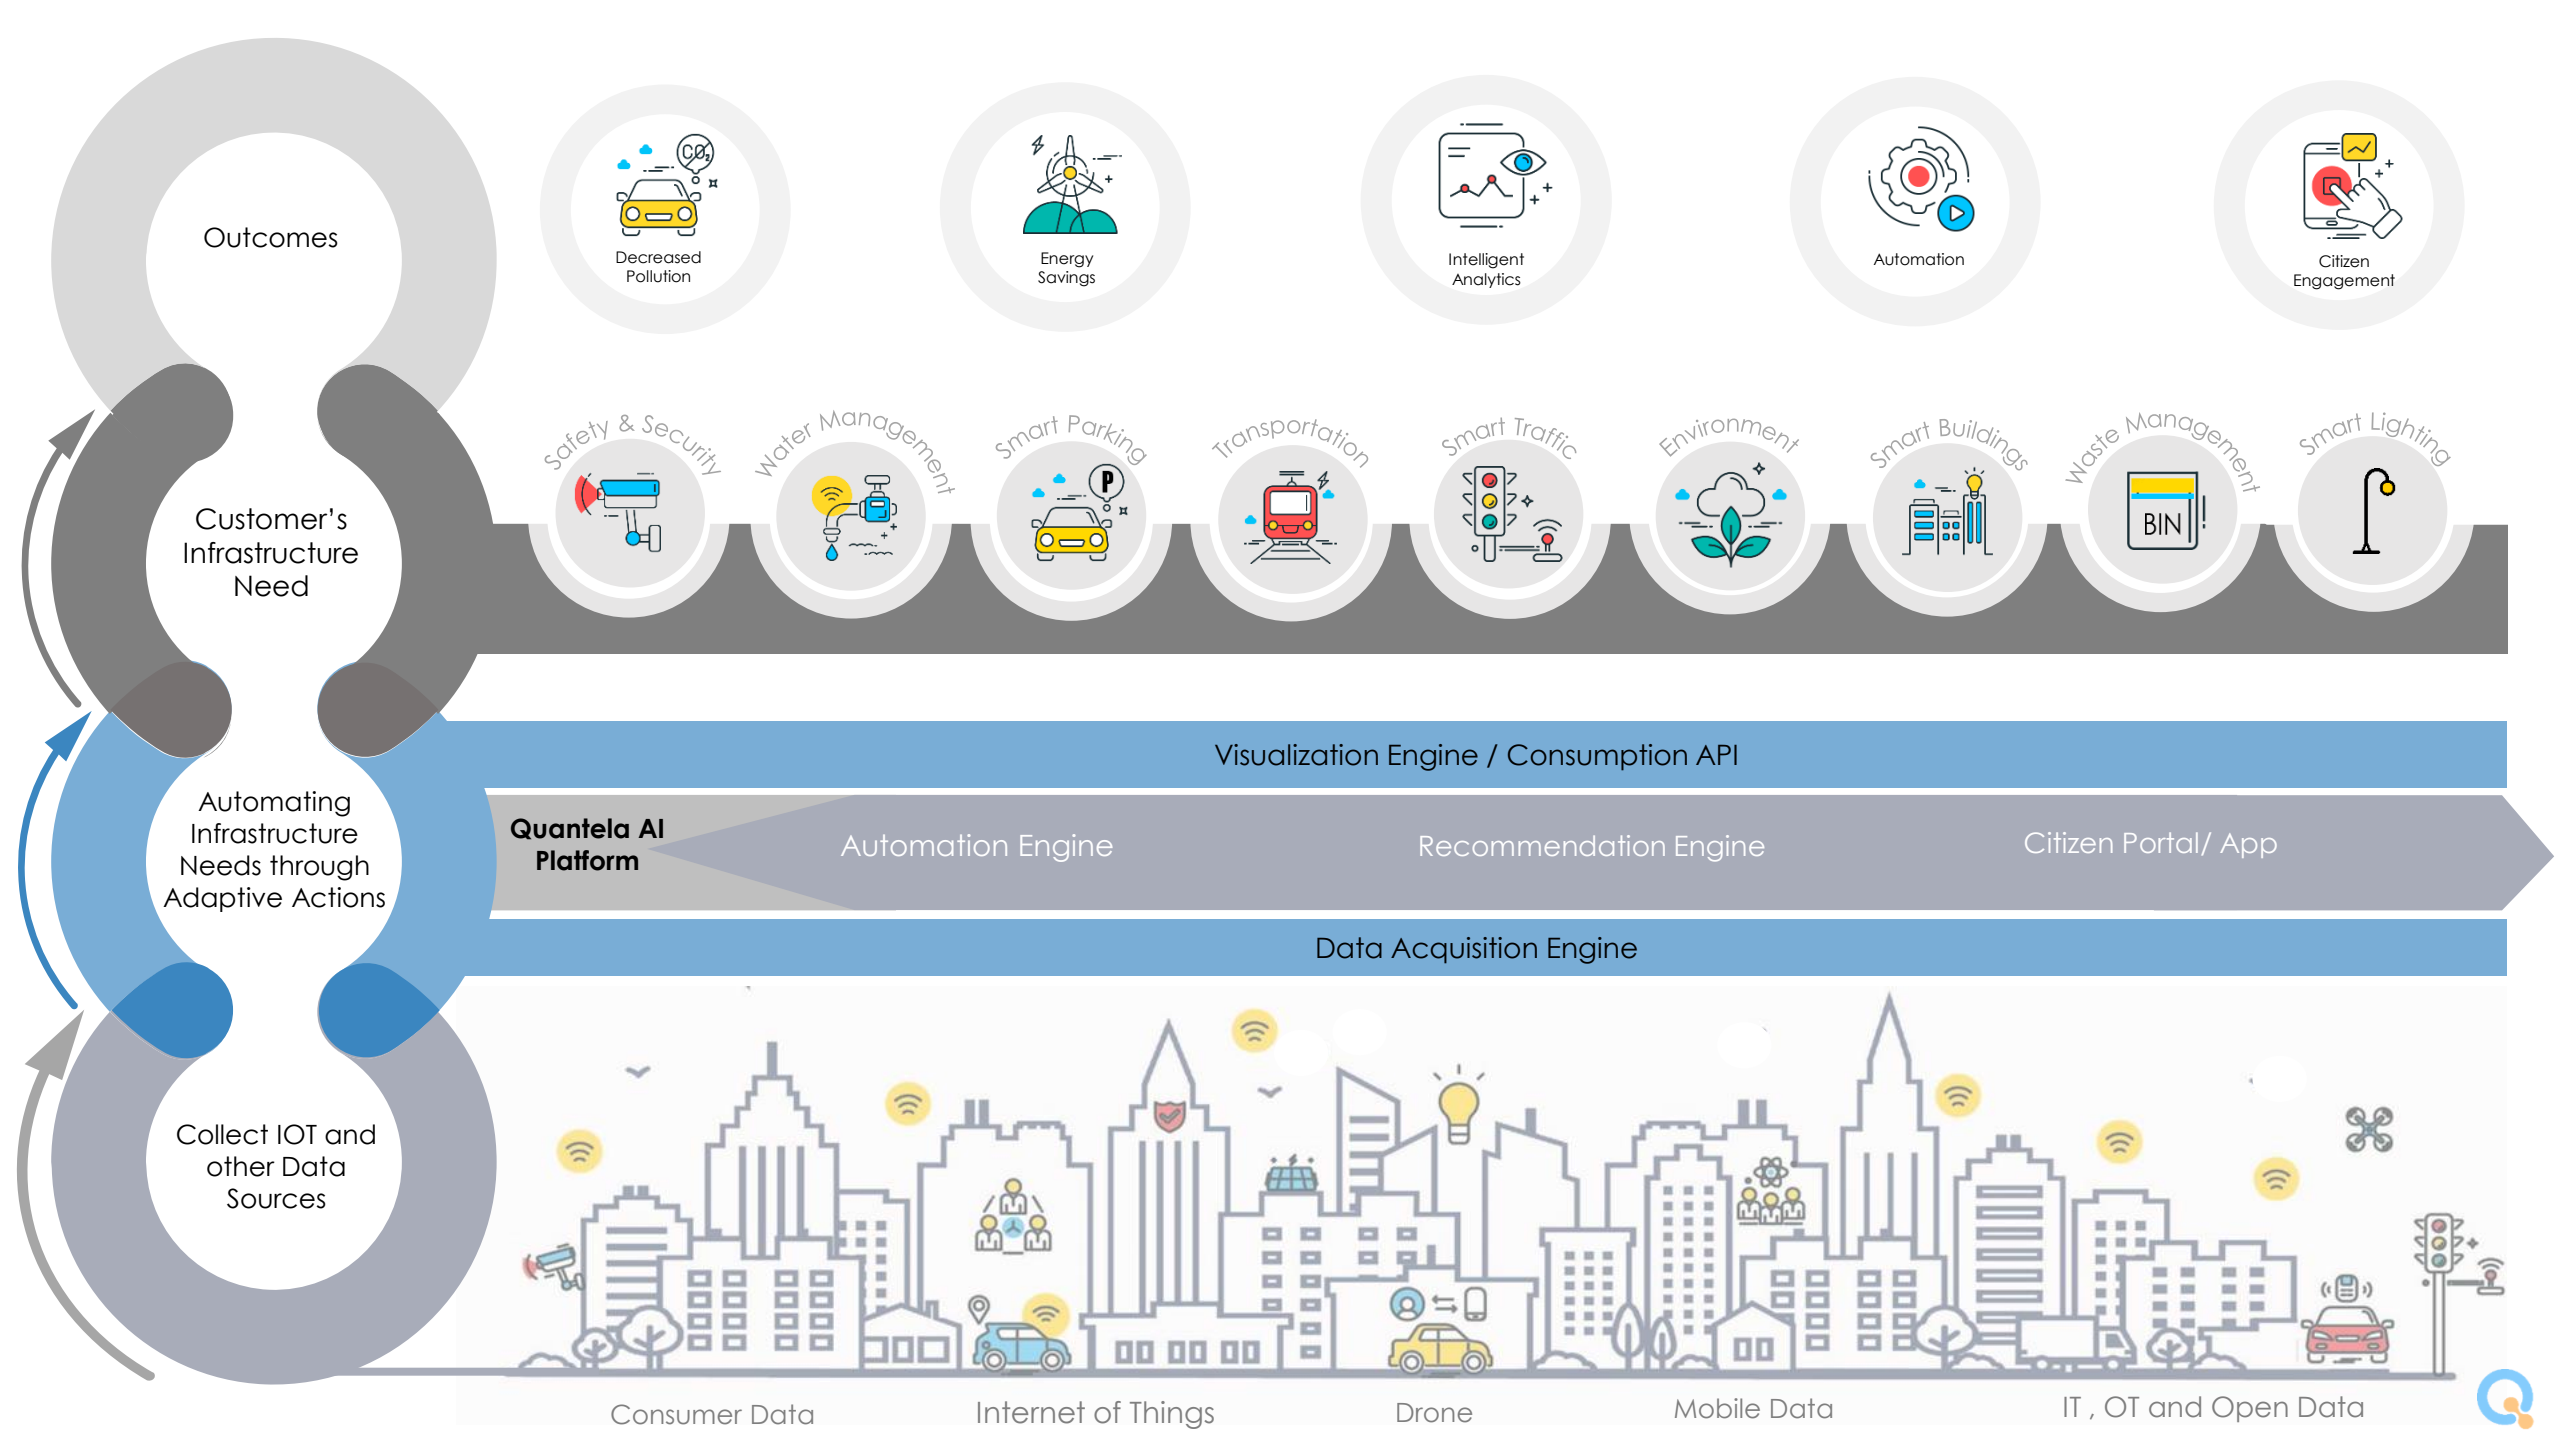 Outcomes
CO2
Decreased
Pollution
Energy
Savings
Intelligent
Analytics
Automation
Citizen
Engagement
Customer's
Infrastructure
Need
Safety & Security
Water Management
Smart Parking
P
Transportation
Smart Traffic
Environment
Smart Buildings
Waste Management
BIN
Smart Lighting
Automating
Infrastructure
Needs through
Adaptive Actions
Visualization Engine / Consumption API
Quantela AI
Platform
Automation Engine
Recommendation Engine
Citizen Portal/ App
Data Acquisition Engine
Collect IOT and
other Data
Sources
Consumer Data
Internet of Things
Drone
Mobile Data
IT , OT and Open Data